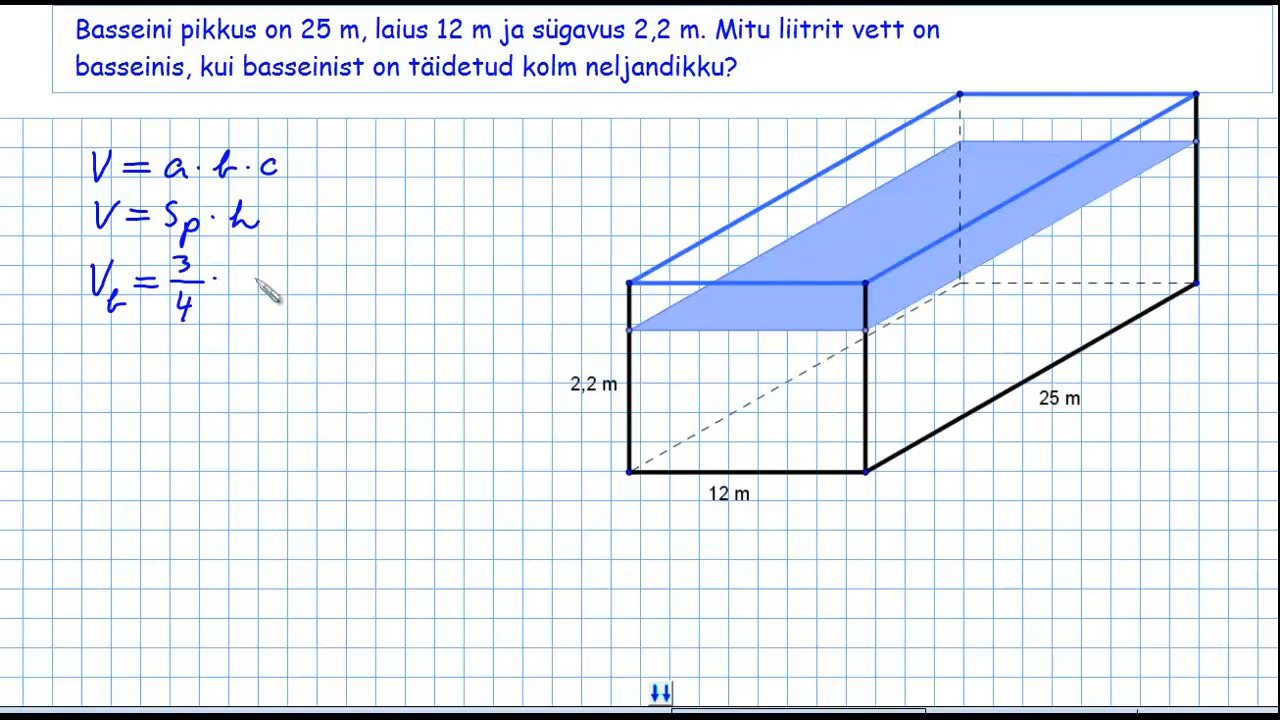 Basseini pikkus on 25 m, laius 12 m ja sügavus 2,2 m. Mitu liitrit vett on
basseinis, kui basseinist on täidetud kolm neljandikku?
V = a · b · c
V = Sp · h
Vb = 3/4 ·
2,2 m
25 m
12 m